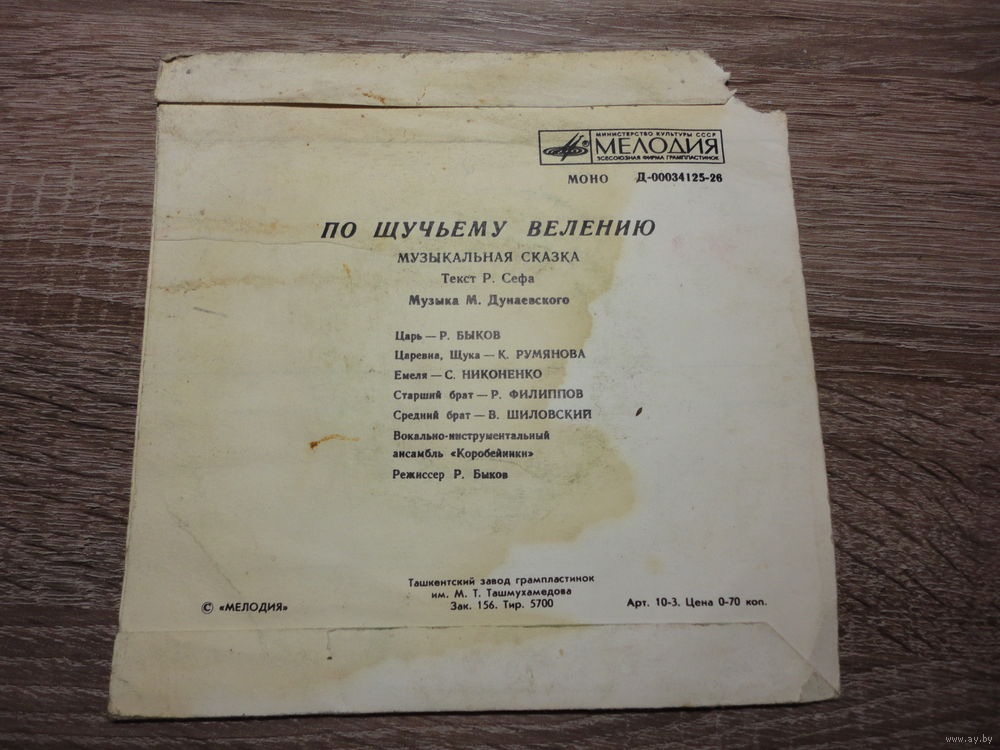 МИНИСТЕРСТВО КУЛЬТУРЫ СССР
МЕЛОДИЯ
ВСЕСОЮЗНАЯ ФИРМА ГРАМПЛАСТИНОК
МОНО Д-00034125-26
ПО ЩУЧЬЕМУ ВЕЛЕНИЮ
МУЗЫКАЛЬНАЯ СКАЗКА
Текст Р. Сефа
Музыка М. Дунаевского
Царь — Р. БЫКОВ
Царевна, Щука — К. РУМЯНОВА
Емеля — С. НИКОНЕНКО
Старший брат — Р. ФИЛИППОВ
Средний брат — В. ШИЛОВСКИЙ
Вокально-инструментальный
ансамбль «Коробейники»
Режиссер Р. Быков
Ташкентский завод грампластинок
им. М. Т. Ташмухамедова
Зак. 156. Тир. 5700
© «МЕЛОДИЯ»
Арт. 10-3. Цена 0-70 коп.
www.ay.by